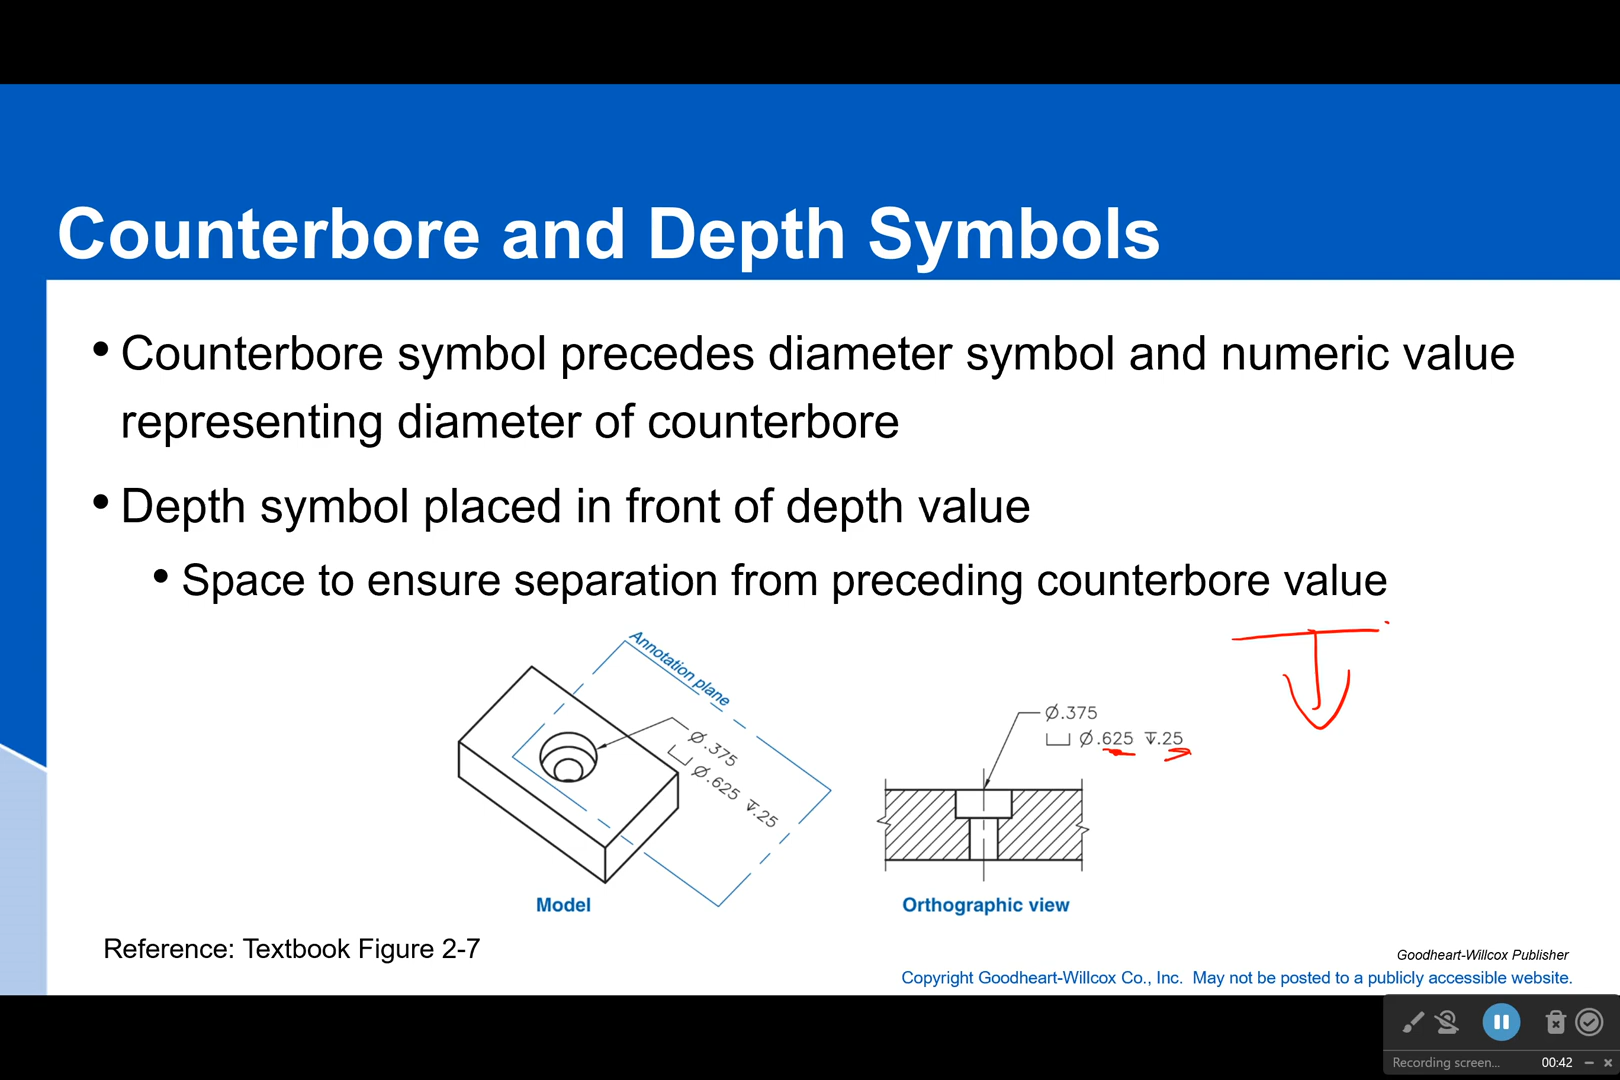 Counterbore and Depth Symbols
• Counterbore symbol precedes diameter symbol and numeric value
representing diameter of counterbore
• Depth symbol placed in front of depth value
• Space to ensure separation from preceding counterbore value
Annotation plane
Ø.375
⌴ Ø.625 ↧.25
Model
Ø.375
⌴ Ø.625 ↧.25
Orthographic view
Reference: Textbook Figure 2-7
Goodheart-Willcox Publisher
Copyright Goodheart-Willcox Co., Inc. May not be posted to a publicly accessible website.
Recording screen... 00:42